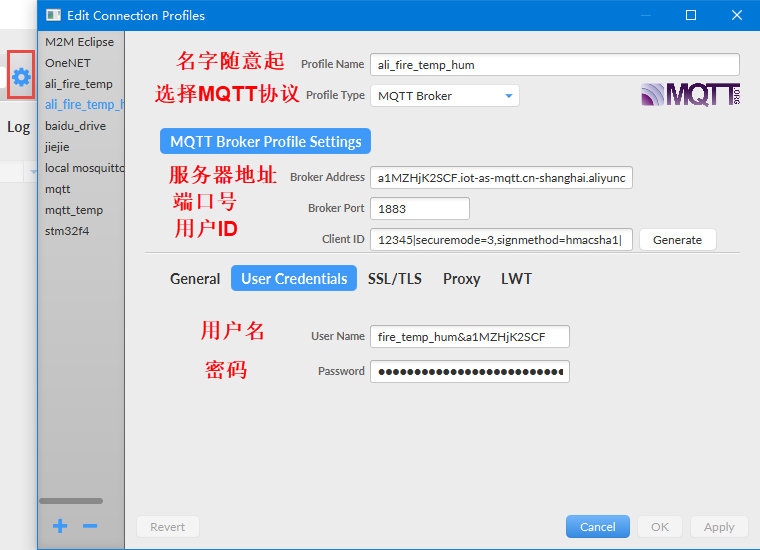 Edit Connection Profiles
M2M Eclipse
OneNET
ali_fire_temp
ali_fire_temp_h
baidu_drive
jiejie
local mosquitto
mqtt
mqtt_temp
stm32f4
Log
名字随意起 Profile Name ali_fire_temp_hum
选择MQTT协议 Profile Type MQTT Broker
MQTT.ORG
MQTT Broker Profile Settings
服务器地址 Broker Address a1MZHjK2SCF.iot-as-mqtt.cn-shanghai.aliyunc
端口号 Broker Port 1883
用户ID Client ID 12345|securemode=3,signmethod=hmacsha1| Generate
General User Credentials SSL/TLS Proxy LWT
用户名 User Name fire_temp_hum&a1MZHjK2SCF
密码 Password
Revert Cancel OK Apply